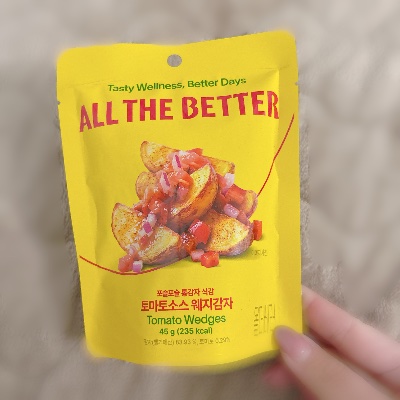 Tasty Wellness, Better Days
ALL THE BETTER
포슬포슬 통감자 식감
토마토소스 웨지감자
Tomato Wedges
45 g (235 kcal)